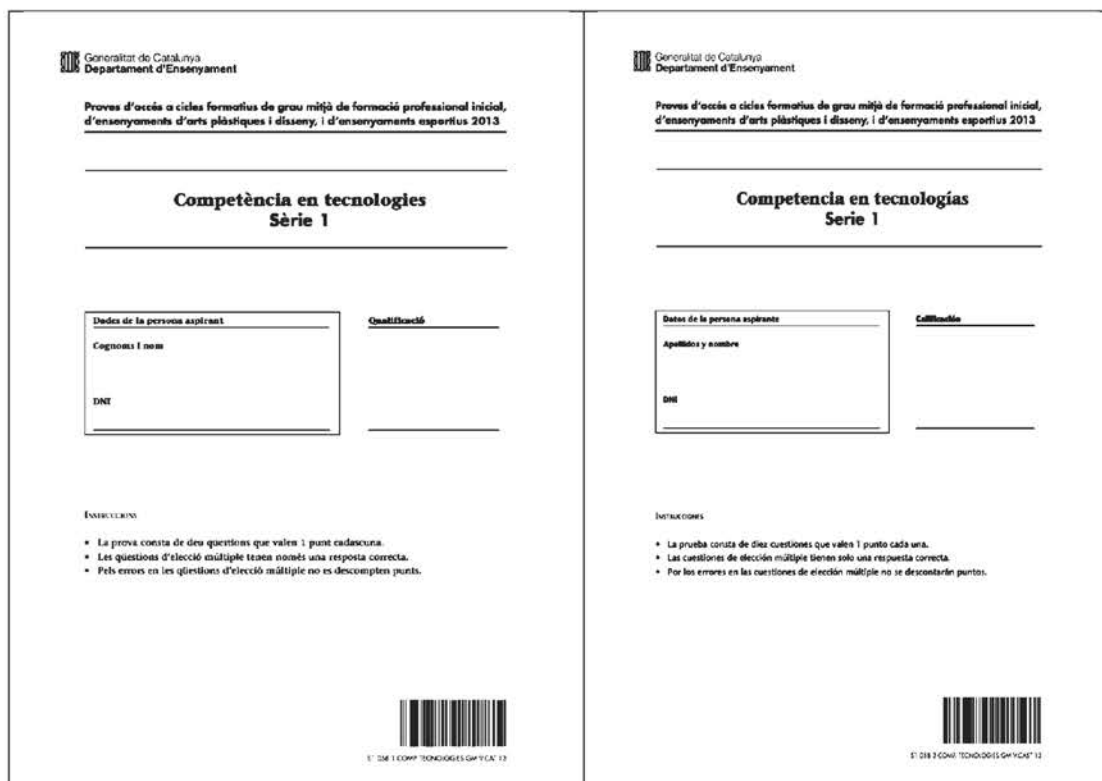 Generalitat de Catalunya
Departament d'Ensenyament
Proves d'accés a cicles formatius de grau mitjà de formació professional inicial,
d'ensenyaments d'arts plàstiques i disseny, i d'ensenyaments esportius 2013
Competència en tecnologies
Sèrie 1
Dades de la persona aspirant
Qualificació
Cognoms i nom
DNI
INSTRUCCIONS
• La prova consta de deu qüestions que valen 1 punt cadascuna.
• Les qüestions d'elecció múltiple tenen només una resposta correcta.
• Pels errors en les qüestions d'elecció múltiple no es descompten punts.
Generalitat de Catalunya
Departament d'Ensenyament
Proves d'accés a cicles formatius de grau mitjà de formació professional inicial,
d'ensenyaments d'arts plàstiques i disseny, i d'ensenyaments esportius 2013
Competencia en tecnologías
Serie 1
Datos de la persona aspirante
Calificación
Apellidos y nombre
DNI
INSTRUCCIONES
• La prueba consta de diez cuestiones que valen 1 punto cada una.
• Las cuestiones de elección múltiple tienen solo una respuesta correcta.
• Por los errores en las cuestiones de elección múltiple no se descontarán puntos.